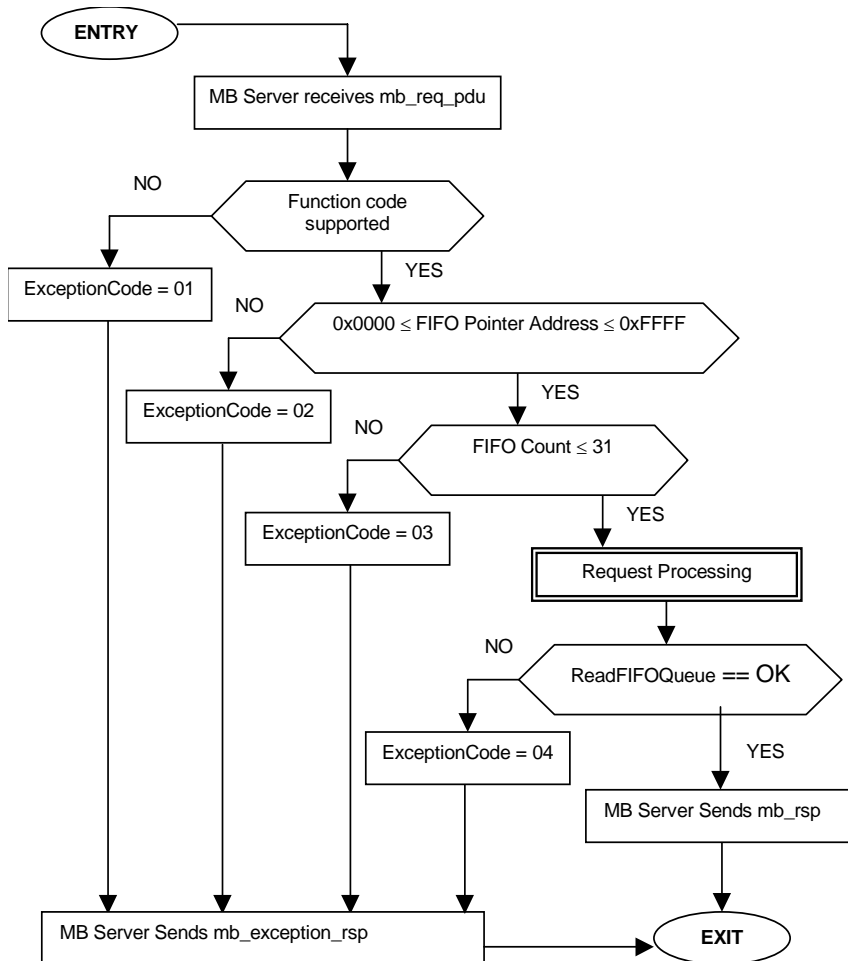 ENTRY
MB Server receives mb_req_pdu
NO
Function code
supported
YES
ExceptionCode = 01
NO
0x0000 ≤ FIFO Pointer Address ≤ 0xFFFF
YES
ExceptionCode = 02
NO
FIFO Count ≤ 31
YES
ExceptionCode = 03
Request Processing
NO
ReadFIFOQueue == OK
ExceptionCode = 04
YES
MB Server Sends mb_rsp
MB Server Sends mb_exception_rsp
EXIT